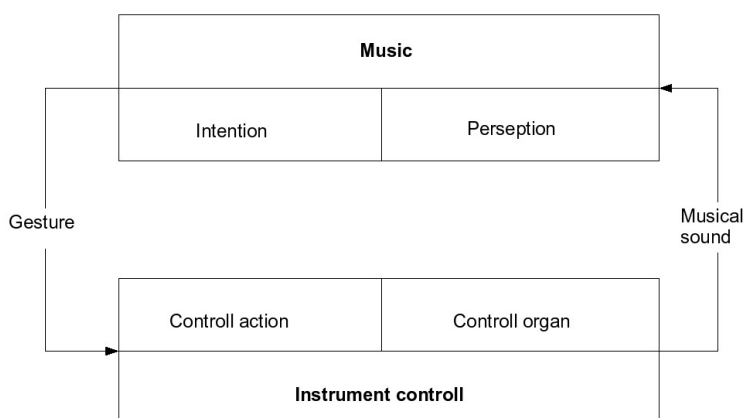 Music
Intention
Perseption
Gesture
Musical
sound
Controll action
Controll organ
Instrument controll